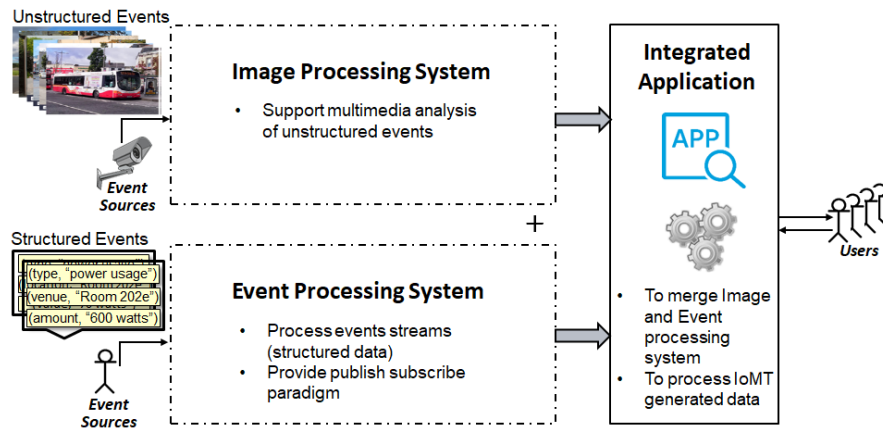 Unstructured Events
Image Processing System
• Support multimedia analysis
of unstructured events
Event
Sources
+
Structured Events
(type, “power usage”)
(venue, “Room 202e”)
(amount, “600 watts”)
Event Processing System
• Process events streams
(structured data)
• Provide publish subscribe
paradigm
Event
Sources
Integrated
Application
APP
• To merge Image
and Event
processing
system
• To process IoMT
generated data
Users